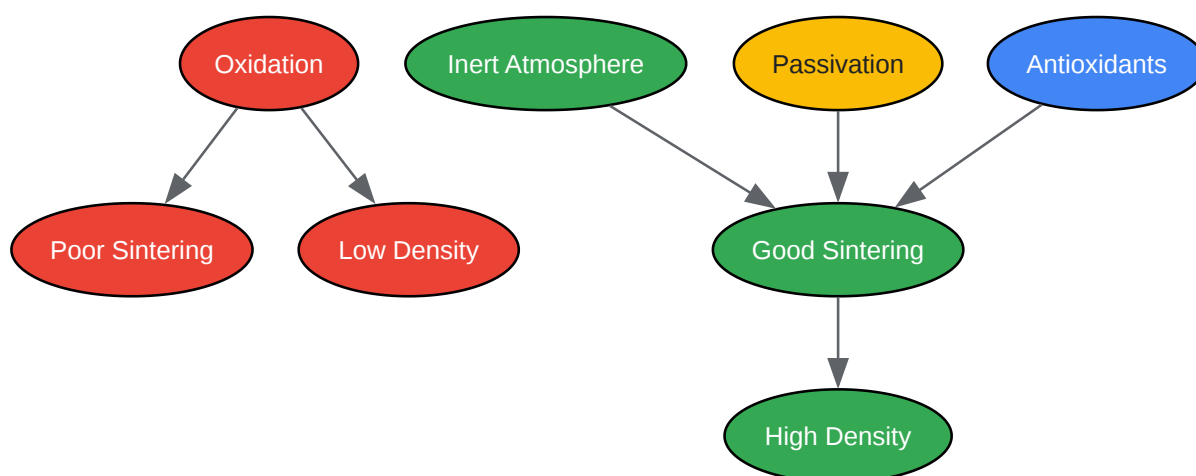 Oxidation
Inert Atmosphere
Passivation
Antioxidants
Poor Sintering
Low Density
Good Sintering
High Density